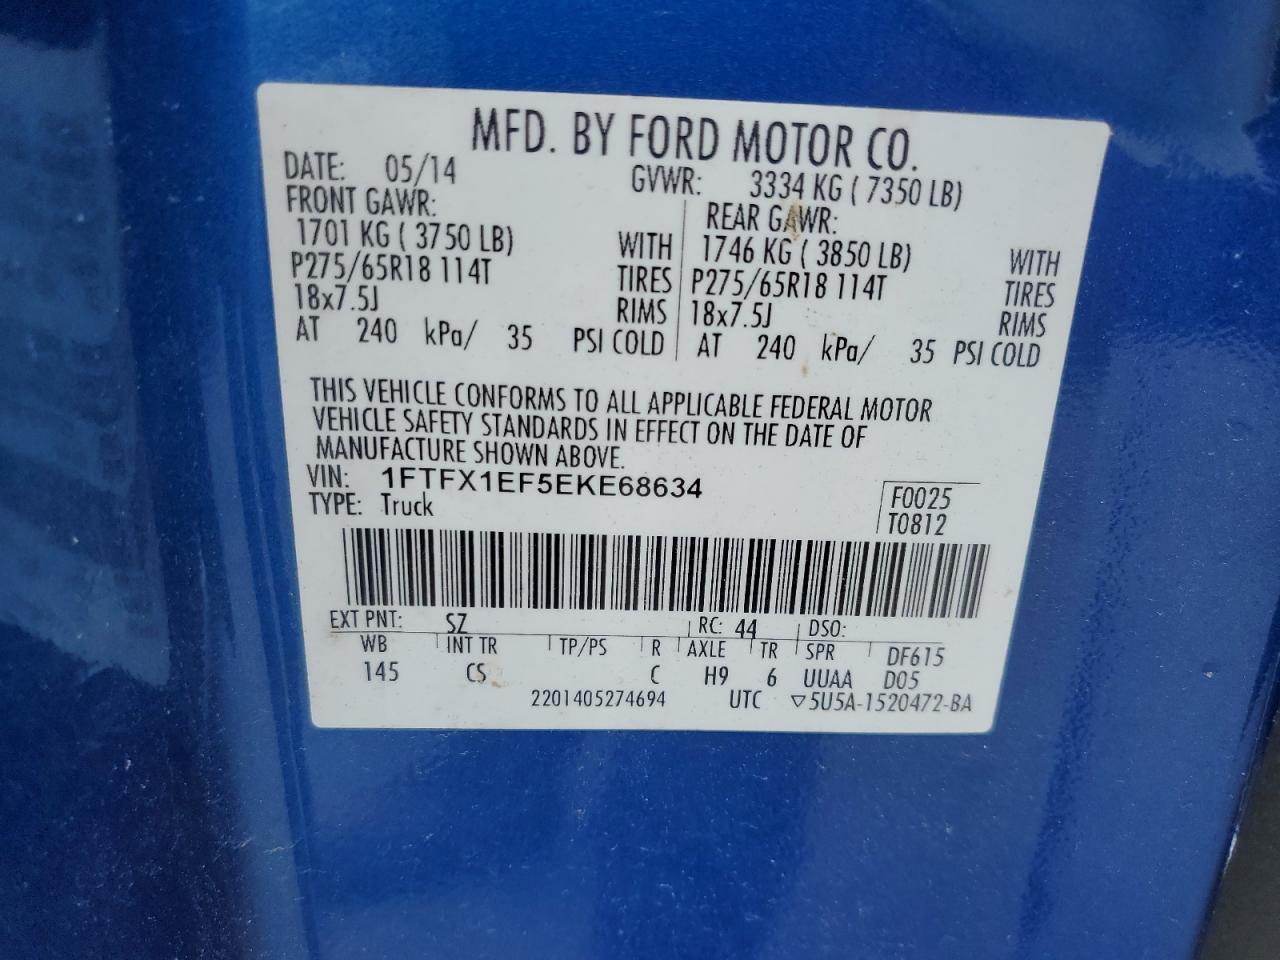 MFD. BY FORD MOTOR CO.
DATE: 05/14 GVWR: 3334 KG ( 7350 LB)
FRONT GAWR: REAR GAWR:
1701 KG ( 3750 LB) WITH 1746 KG ( 3850 LB) WITH
P275/65R18 114T TIRES P275/65R18 114T TIRES
18x7.5J RIMS 18x7.5J RIMS
AT 240 kPa/ 35 PSI COLD AT 240 kPa/ 35 PSI COLD
THIS VEHICLE CONFORMS TO ALL APPLICABLE FEDERAL MOTOR
VEHICLE SAFETY STANDARDS IN EFFECT ON THE DATE OF
MANUFACTURE SHOWN ABOVE.
VIN: 1FTFX1EF5EKE68634 F0025
TYPE: Truck T0812
EXT PNT: SZ RC: 44 DSO:
WB INT TR TP/PS R AXLE TR SPR DF615
145 CS C H9 6 UUAA D05
2201405274694 UTC ▽5U5A-1520472-BA